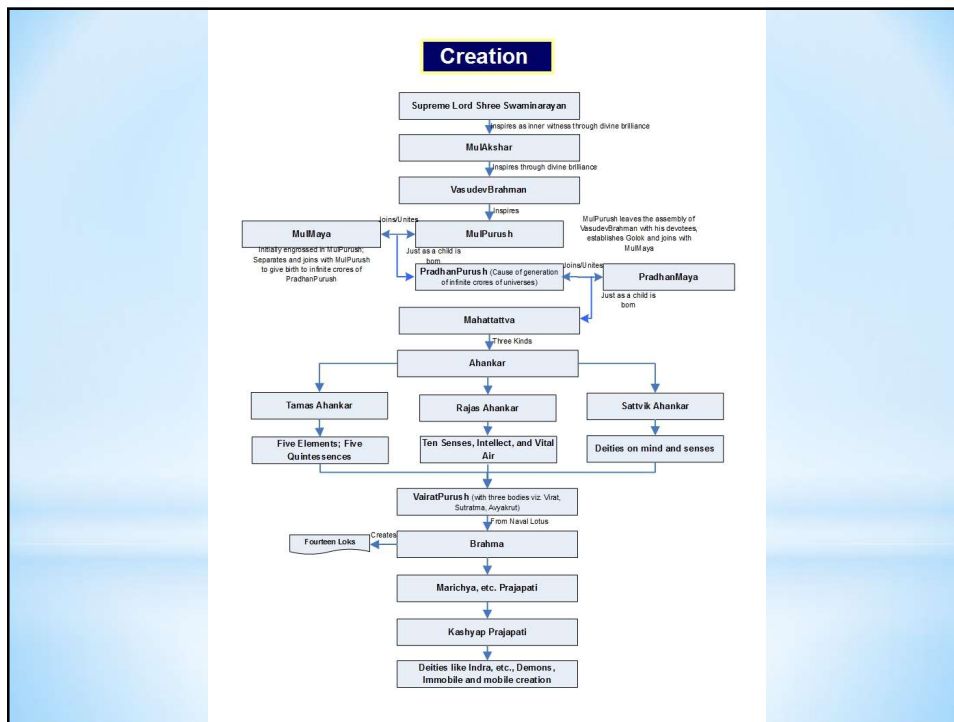 Creation
Supreme Lord Shree Swaminarayan
Inspires as inner witness through divine brilliance
MulAkshar
Inspires through divine brilliance
VasudevBrahman
Inspires
MulMaya
Joins/Unites
MulPurush
MulPurush leaves the assembly of
VasudevBrahman with his devotees,
establishes Golok and joins with
MulMaya
Initially engrossed in MulPurush;
Separates and joins with MulPurush
to give birth to infinite crores of
PradhanPurush
Just as a child is
born
PradhanPurush (Cause of generation
of infinite crores of universes)
Joins/Unites
PradhanMaya
Just as a child is
born
Mahattattva
Three Kinds
Ahankar
Tamas Ahankar
Rajas Ahankar
Sattvik Ahankar
Five Elements; Five
Quintessences
Ten Senses, Intellect, and Vital
Air
Deities on mind and senses
VairatPurush (with three bodies viz. Virat,
Sutratma, Avyakrut)
From Naval Lotus
Fourteen Loks
Creates
Brahma
Marichya, etc. Prajapati
Kashyap Prajapati
Deities like Indra, etc., Demons,
Immobile and mobile creation